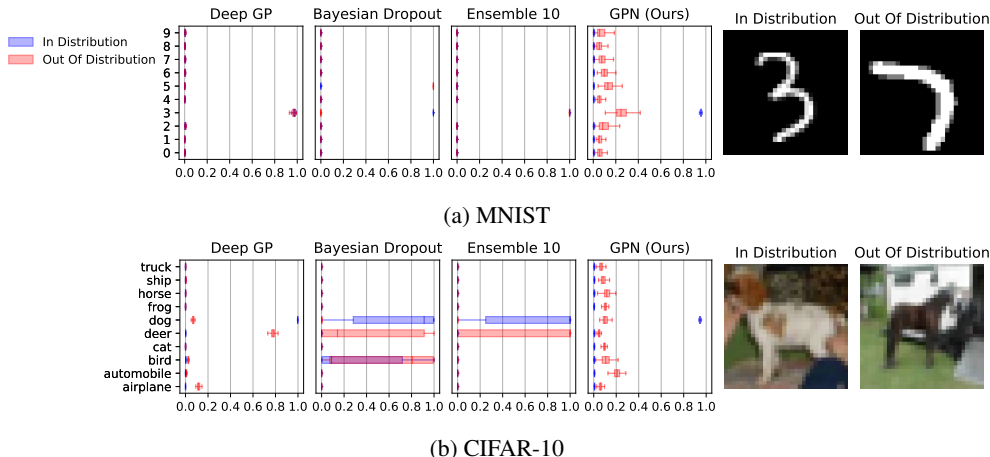 Deep GP Bayesian Dropout Ensemble 10 GPN (Ours) In Distribution Out Of Distribution
In Distribution
Out Of Distribution
9
8
7
6
5
4
3
2
1
0
0.0 0.2 0.4 0.6 0.8 1.0 0.0 0.2 0.4 0.6 0.8 1.0 0.0 0.2 0.4 0.6 0.8 1.0 0.0 0.2 0.4 0.6 0.8 1.0
(a) MNIST
Deep GP Bayesian Dropout Ensemble 10 GPN (Ours) In Distribution Out Of Distribution
truck
ship
horse
frog
dog
deer
cat
bird
automobile
airplane
0.0 0.2 0.4 0.6 0.8 1.0 0.0 0.2 0.4 0.6 0.8 1.0 0.0 0.2 0.4 0.6 0.8 1.0 0.0 0.2 0.4 0.6 0.8 1.0
(b) CIFAR-10